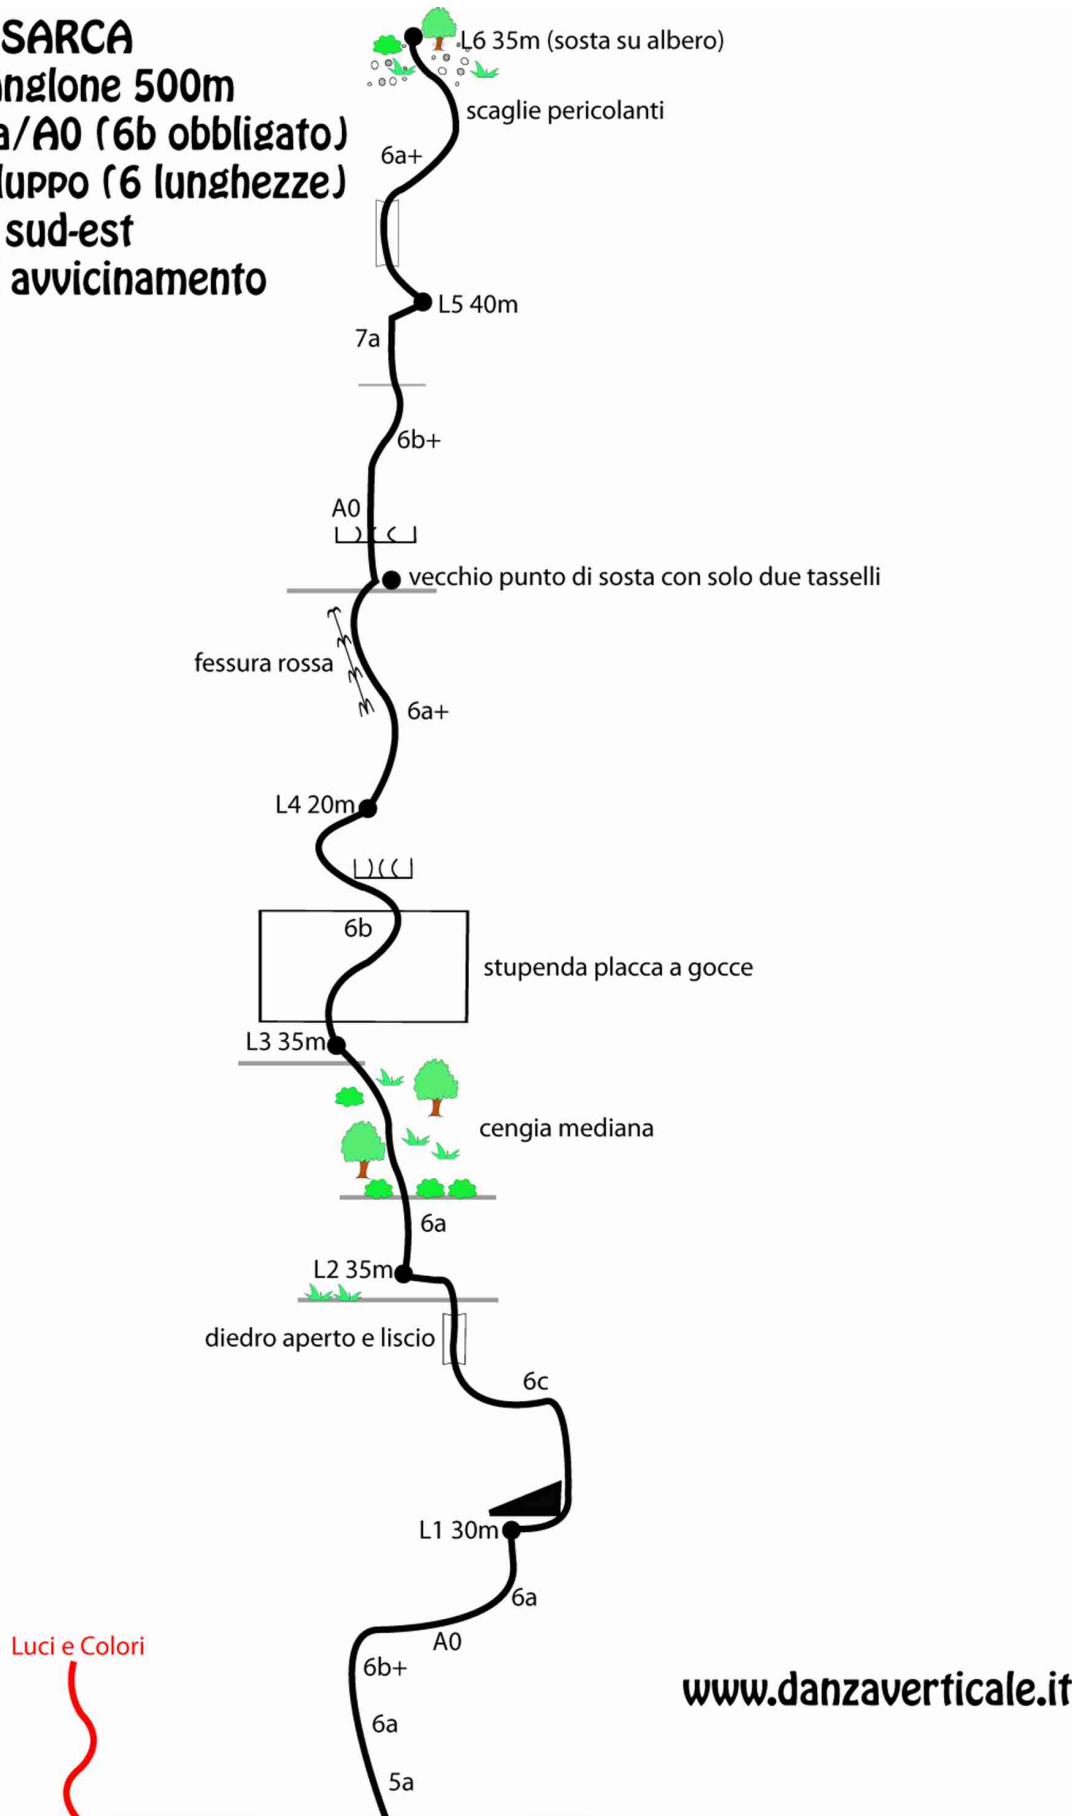 SARCA
500m
(6b obbligato)
(6 lunghezze)
sud-est
avvicinamento
L6 35m (sosta su albero)
scaglie pericolanti
6a+
L5 40m
7a
6b+
A0
vecchio punto di sosta con solo due tasselli
fessura rossa
6a+
L4 20m
6b
stupenda placca a gocce
L3 35m
cengia mediana
6a
L2 35m
diedro aperto e liscio
6c
L1 30m
6a
A0
Luci e Colori
6b+
www.danzaverticale.it
6a
5a